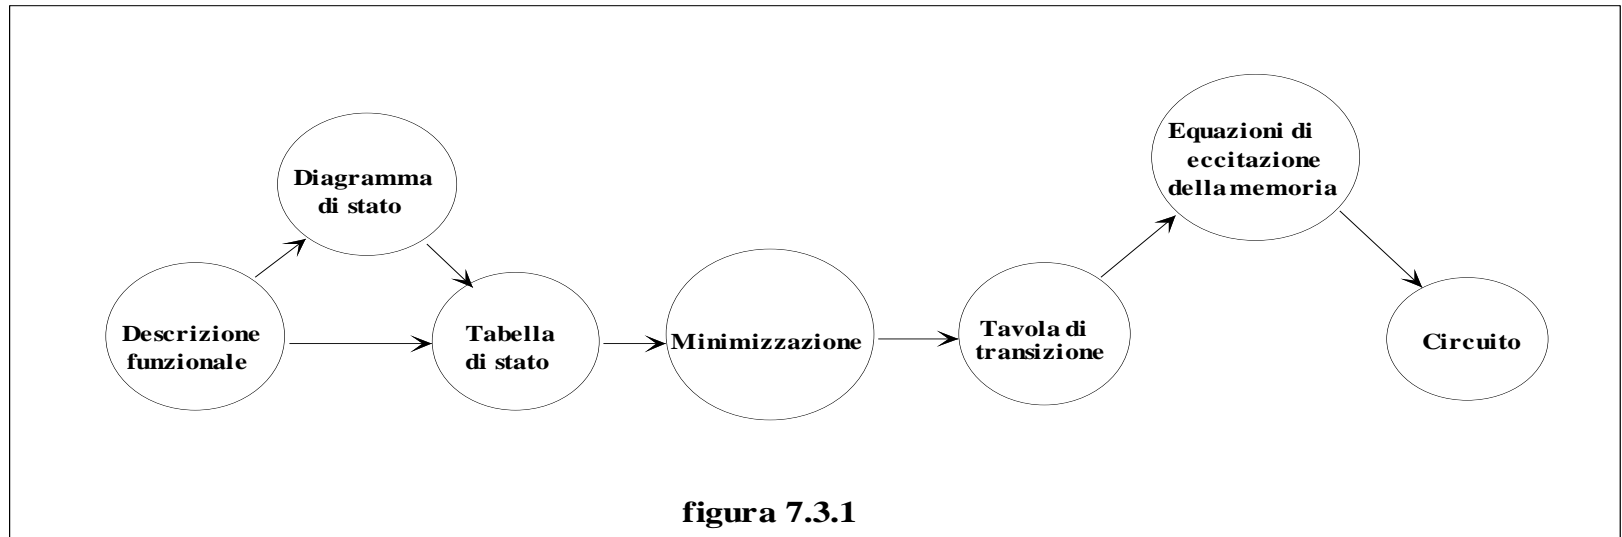 Descrizione
funzionale
Diagramma
di stato
Tabella
di stato
Minimizzazione
Tavola di
transizione
Equazioni di
eccitazione
della memoria
Circuito
figura 7.3.1